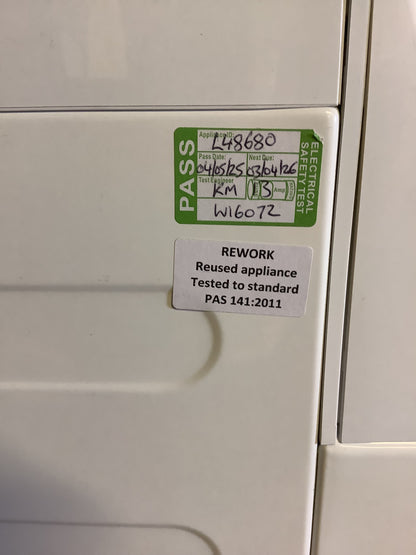 PASS
Appliance ID:
L48680
Pass Date: Next Due:
04/05/25 03/04/26
Test Engineer
KM 13 Amp
W16072
ELECTRICAL
SAFETY TEST
REWORK
Reused appliance
Tested to standard
PAS 141:2011